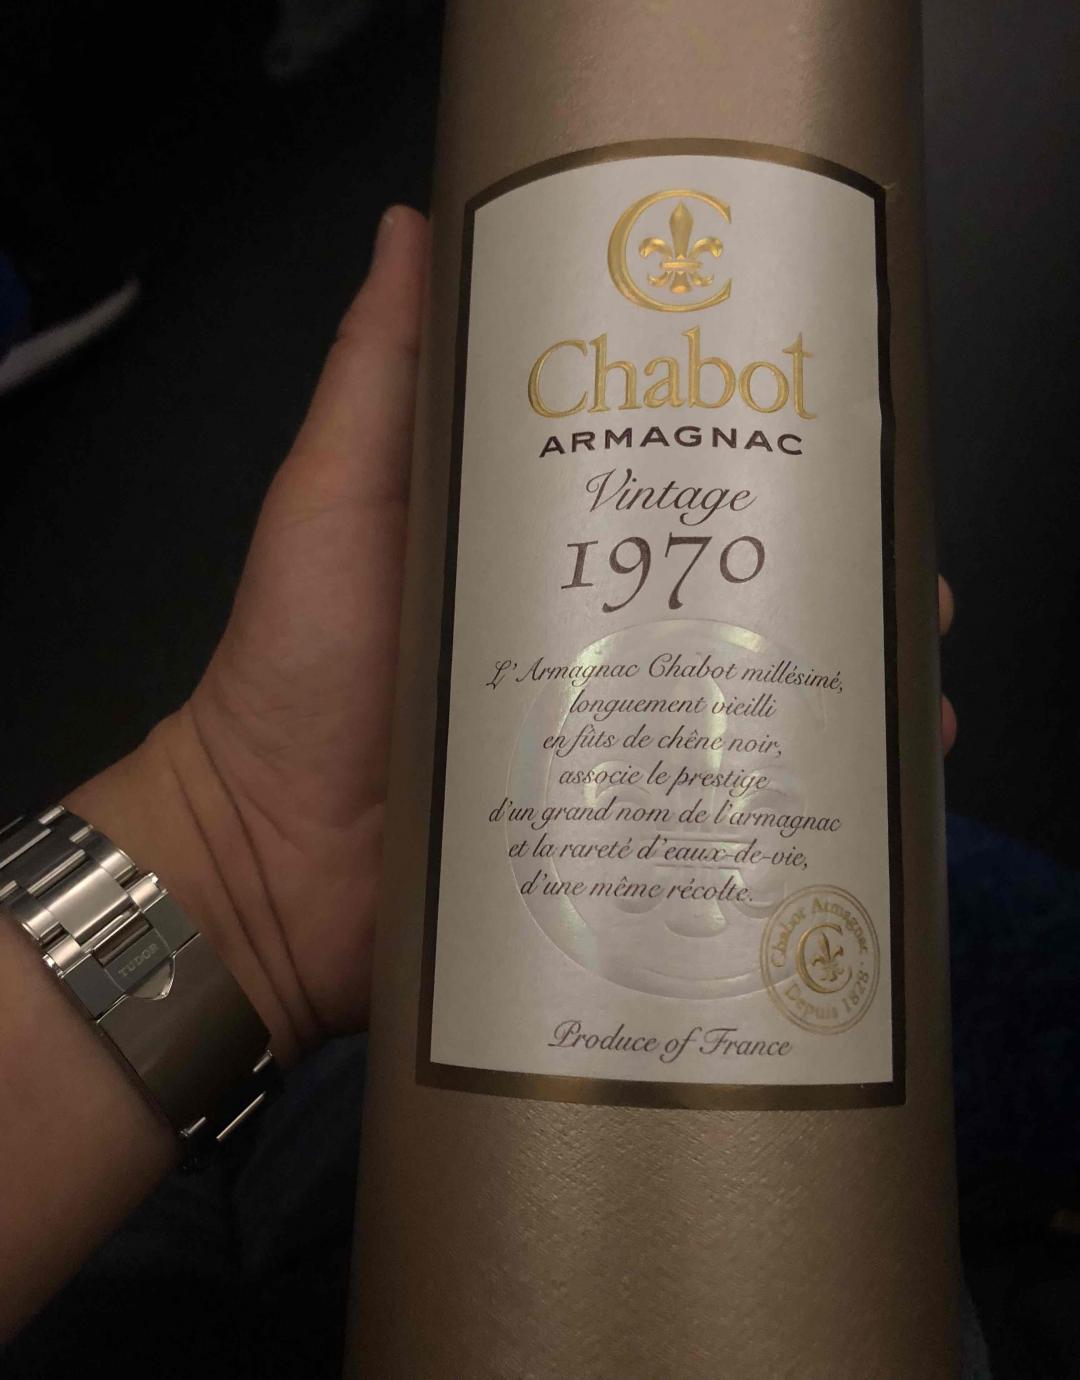 C
Chabot
ARMAGNAC
Vintage
1970
L'Armagnac Chabot millésimé,
longuement vieilli
en fûts de chêne noir,
associe le prestige
d'un grand nom de l'armagnac
et la rareté d'eaux-de-vie,
d'une même récolte.
Chabot Armagnac
C
Depuis 1828
Produce of France
TUDOR